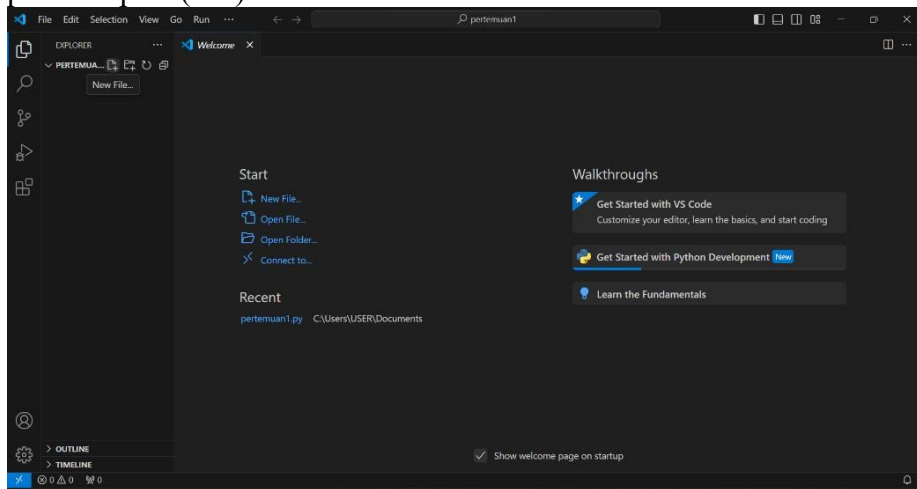 File Edit Selection View Go Run ... pertemuan1
EXPLORER ... Welcome
PERTEMUA...
New File...
Start
New File...
Open File...
Open Folder...
Connect to...
Recent
pertemuan1.py C:\Users\USER\Documents
Walkthroughs
Get Started with VS Code
Customize your editor, learn the basics, and start coding
Get Started with Python Development New
Learn the Fundamentals
OUTLINE
TIMELINE
Show welcome page on startup
0 0 0